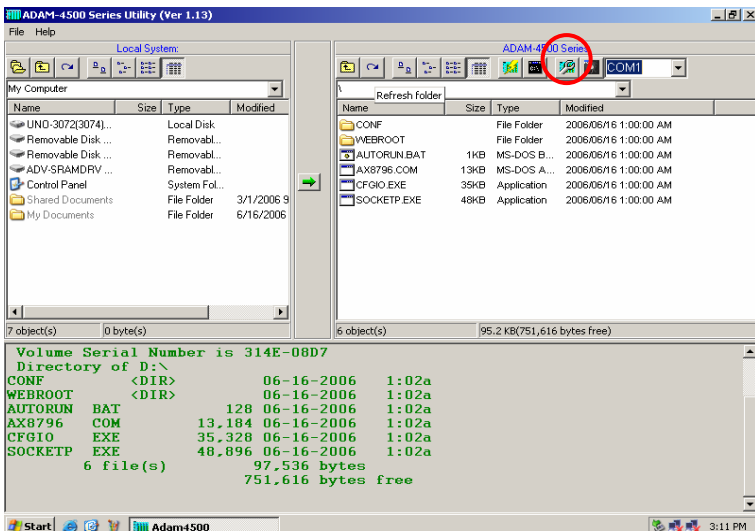 ADAM-4500 Series Utility (Ver 1.13)
File Help
Local System:
ADAM-4500 Series
COM1
My Computer
\
Refresh folder
Name Size Type Modified
UNO-3072(3074)... Local Disk
Removable Disk ... Removabl...
Removable Disk ... Removabl...
ADV-SRAMDRV ... Removabl...
Control Panel System Fol...
Shared Documents File Folder 3/1/2006 9
My Documents File Folder 6/16/2006
Name Size Type Modified
CONF File Folder 2006/06/16 1:00:00 AM
WEBROOT File Folder 2006/06/16 1:00:00 AM
AUTORUN.BAT 1KB MS-DOS B... 2006/06/16 1:00:00 AM
AX8796.COM 13KB MS-DOS A... 2006/06/16 1:00:00 AM
CFGIO.EXE 35KB Application 2006/06/16 1:00:00 AM
SOCKETP.EXE 48KB Application 2006/06/16 1:00:00 AM
7 object(s) 0 byte(s)
6 object(s) 95.2 KB(751,616 bytes free)
Volume Serial Number is 314E-08D7
Directory of D:\
CONF <DIR> 06-16-2006 1:02a
WEBROOT <DIR> 06-16-2006 1:02a
AUTORUN BAT 128 06-16-2006 1:02a
AX8796 COM 13,184 06-16-2006 1:02a
CFGIO EXE 35,328 06-16-2006 1:02a
SOCKETP EXE 48,896 06-16-2006 1:02a
6 file(s) 97,536 bytes
751,616 bytes free
Start Adam4500 3:11 PM